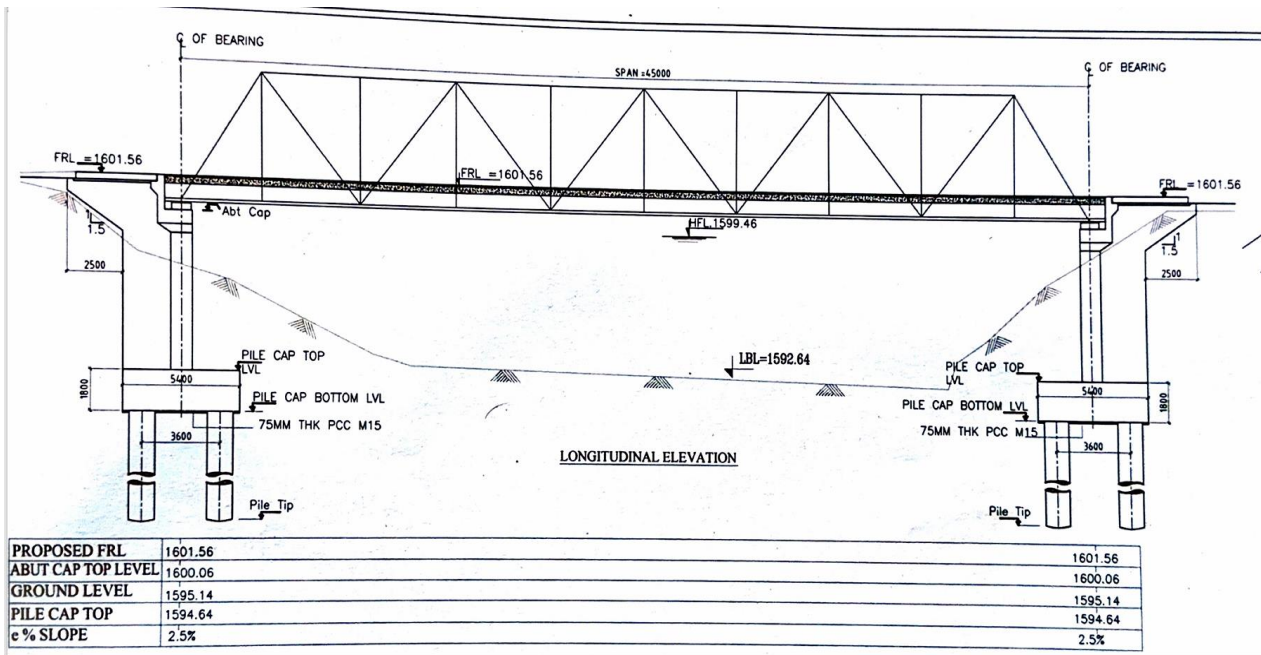 ℄ OF BEARING
SPAN =45000
℄ OF BEARING
FRL =1601.56
FRL =1601.56
FRL =1601.56
Abt Cap
HFL.1599.46
1
1.5
1
1.5
2500
2500
PILE CAP TOP
LVL
LBL=1592.64
PILE CAP TOP
LVL
1800
5400
5400
1800
PILE CAP BOTTOM LVL
PILE CAP BOTTOM LVL
75MM THK PCC M15
75MM THK PCC M15
3600
3600
LONGITUDINAL ELEVATION
Pile Tip
Pile Tip
PROPOSED FRL 1601.56 1601.56
ABUT CAP TOP LEVEL 1600.06 1600.06
GROUND LEVEL 1595.14 1595.14
PILE CAP TOP 1594.64 1594.64
e % SLOPE 2.5% 2.5%